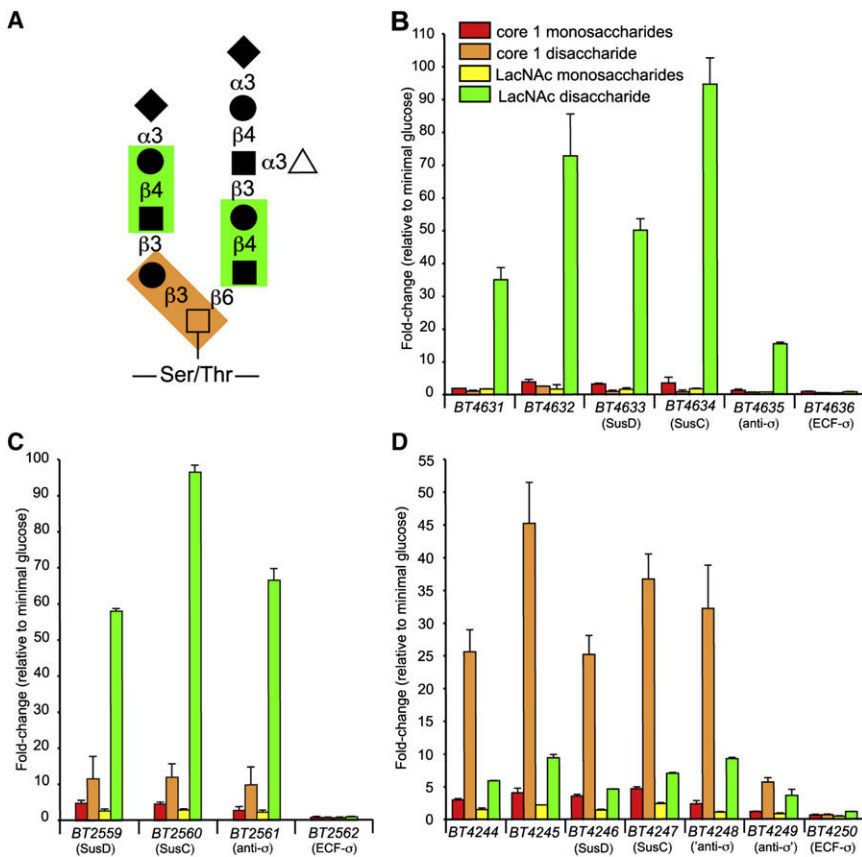 A
α3
α3
β4
β4
α3
β3
β3
β4
β3
β6
Ser/Thr
B
core 1 monosaccharides
core 1 disaccharide
LacNAc monosaccharides
LacNAc disaccharide
Fold-change (relative to minimal glucose)
110
100
90
80
70
60
50
40
30
20
10
0
BT4631
BT4632
BT4633
(SusD)
BT4634
(SusC)
BT4635
(anti-σ)
BT4636
(ECF-σ)
C
Fold-change (relative to minimal glucose)
100
90
80
70
60
50
40
30
20
10
0
BT2559
(SusD)
BT2560
(SusC)
BT2561
(anti-σ)
BT2562
(ECF-σ)
D
Fold-change (relative to minimal glucose)
55
50
45
40
35
30
25
20
15
10
5
0
BT4244
BT4245
BT4246
(SusD)
BT4247
(SusC)
BT4248
('anti-σ)
BT4249
(anti-σ')
BT4250
(ECF-σ)